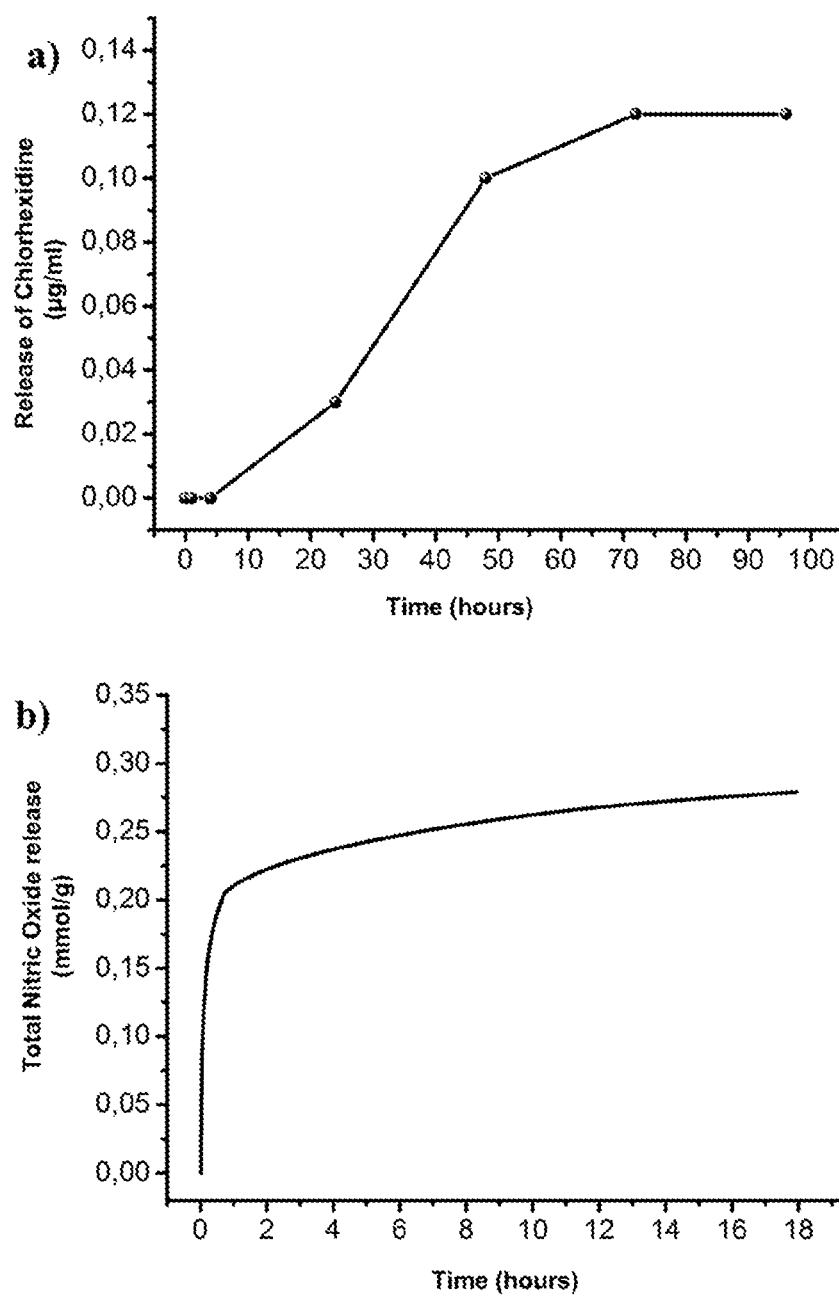 a)
Release of Chlorhexidine
(µg/ml)
0,14
0,12
0,10
0,08
0,06
0,04
0,02
0,00
0 10 20 30 40 50 60 70 80 90 100
Time (hours)
b)
Total Nitric Oxide release
(mmol/g)
0,35
0,30
0,25
0,20
0,15
0,10
0,05
0,00
0 2 4 6 8 10 12 14 16 18
Time (hours)